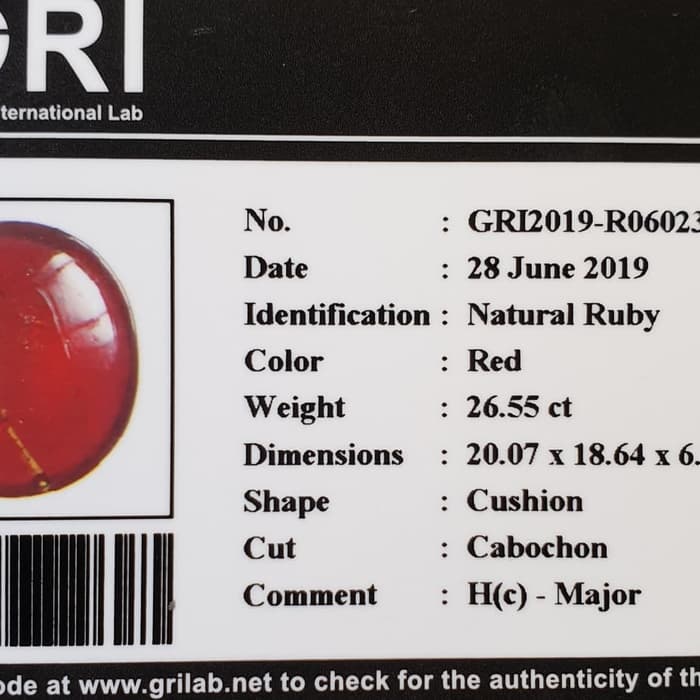 GRI
ternational Lab
No. : GRI2019-R06023
Date : 28 June 2019
Identification : Natural Ruby
Color : Red
Weight : 26.55 ct
Dimensions : 20.07 x 18.64 x 6.
Shape : Cushion
Cut : Cabochon
Comment : H(c) - Major
ode at www.grilab.net to check for the authenticity of th